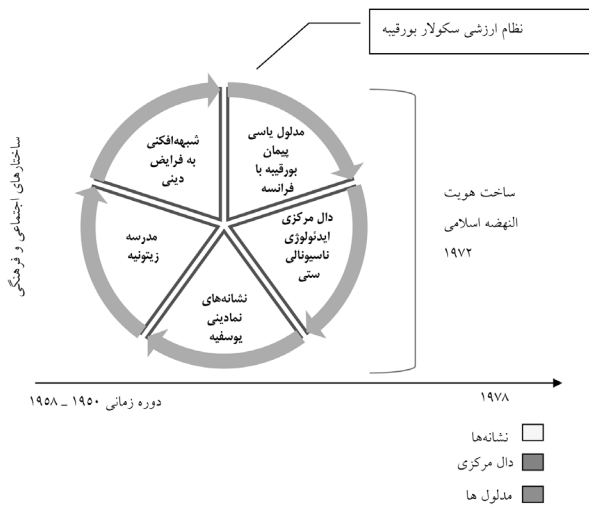 نظام ارزشی سکولار بورقیبه
مدلول یاسی
پیمان
بورقیبه با
فرانسه
دال مرکزی
ایدئولوژی
ناسیونالی
ستی
نشانه‌های
نمادینی
یوسفیه
مدرسه
زیتونیه
شبهه‌افکنی
به فرایض
دینی
ساخت هویت
النهضه اسلامی
۱۹۷۲
ساختارهای اجتماعی و فرهنگی
۱۹۷۸
دوره زمانی ۱۹۵۰ _ ۱۹۵۸
نشانه‌ها
دال مرکزی
مدلول ها